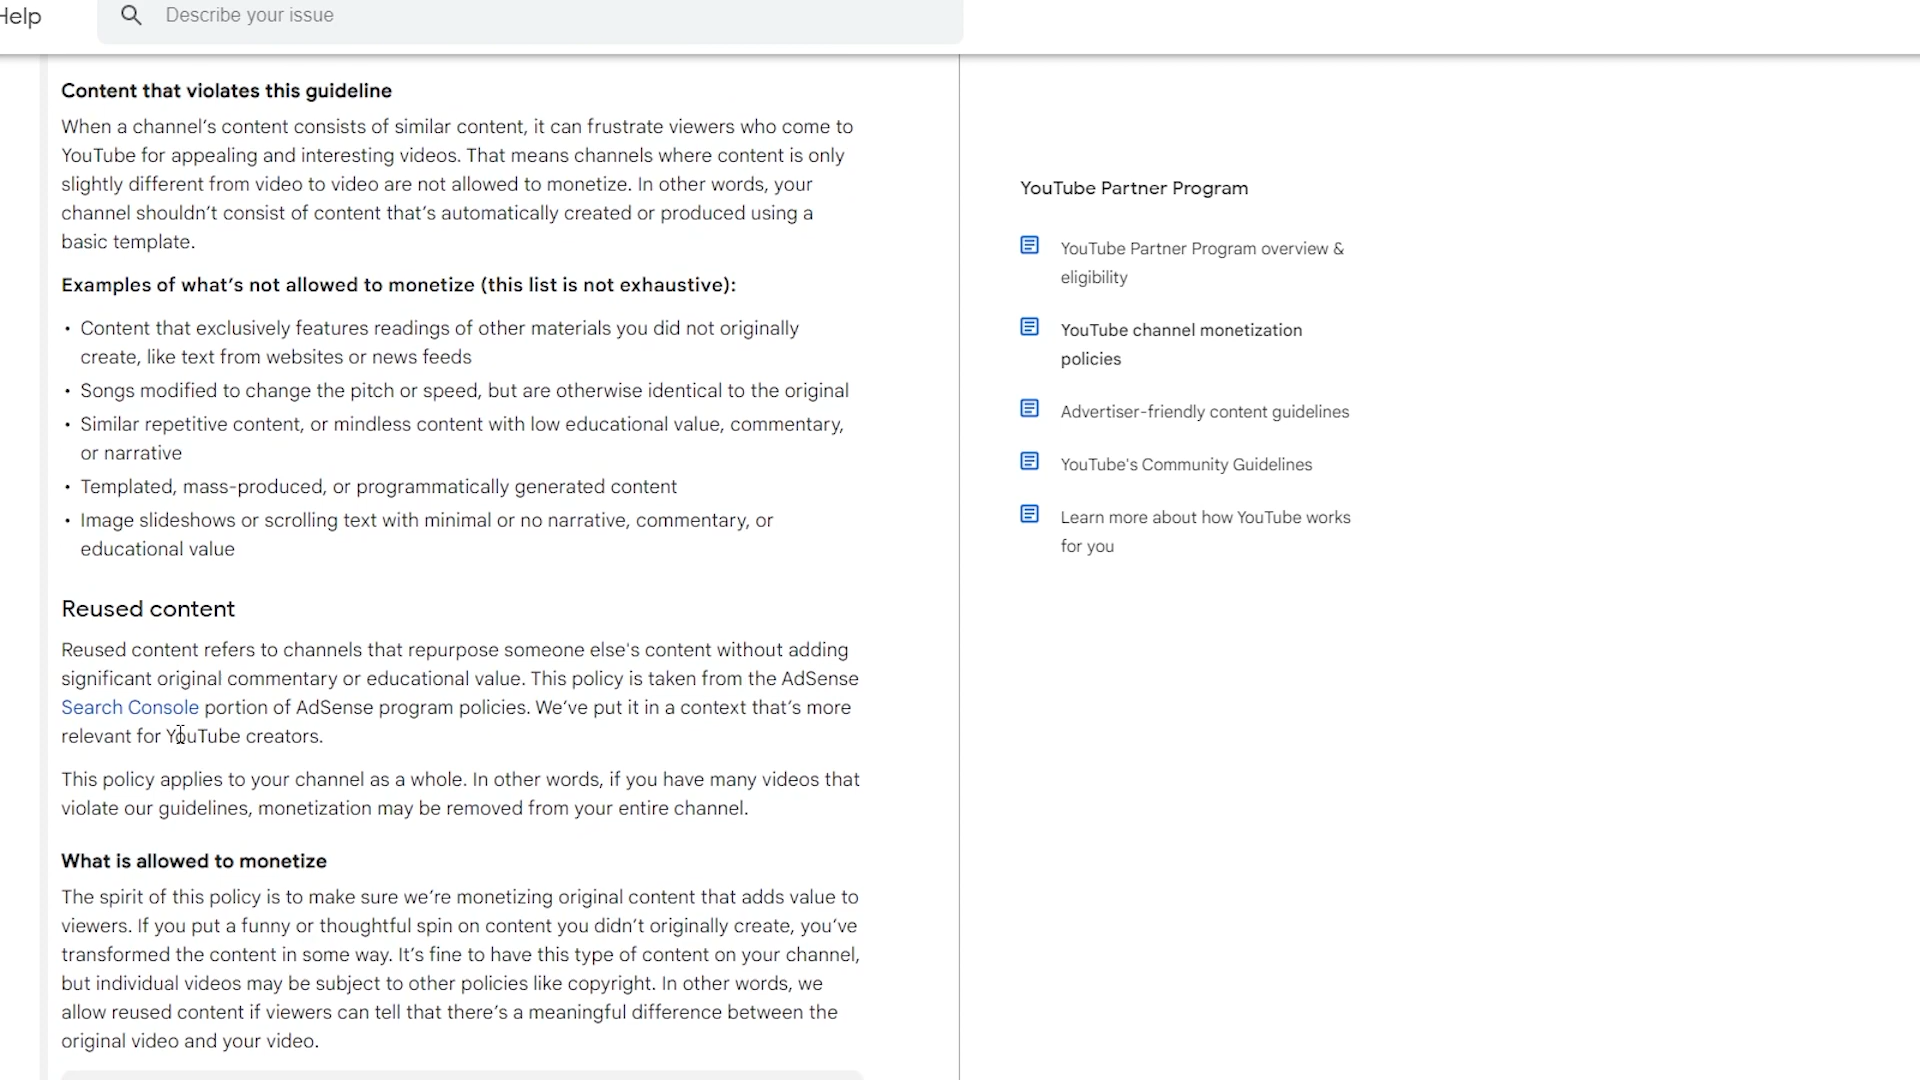 Help
Describe your issue
Content that violates this guideline
When a channel's content consists of similar content, it can frustrate viewers who come to
YouTube for appealing and interesting videos. That means channels where content is only
slightly different from video to video are not allowed to monetize. In other words, your
channel shouldn't consist of content that's automatically created or produced using a
basic template.
Examples of what's not allowed to monetize (this list is not exhaustive):
• Content that exclusively features readings of other materials you did not originally
create, like text from websites or news feeds
• Songs modified to change the pitch or speed, but are otherwise identical to the original
• Similar repetitive content, or mindless content with low educational value, commentary,
or narrative
• Templated, mass-produced, or programmatically generated content
• Image slideshows or scrolling text with minimal or no narrative, commentary, or
educational value
Reused content
Reused content refers to channels that repurpose someone else's content without adding
significant original commentary or educational value. This policy is taken from the AdSense
Search Console portion of AdSense program policies. We've put it in a context that's more
relevant for YouTube creators.
This policy applies to your channel as a whole. In other words, if you have many videos that
violate our guidelines, monetization may be removed from your entire channel.
What is allowed to monetize
The spirit of this policy is to make sure we're monetizing original content that adds value to
viewers. If you put a funny or thoughtful spin on content you didn't originally create, you've
transformed the content in some way. It's fine to have this type of content on your channel,
but individual videos may be subject to other policies like copyright. In other words, we
allow reused content if viewers can tell that there's a meaningful difference between the
original video and your video.
YouTube Partner Program
YouTube Partner Program overview &
eligibility
YouTube channel monetization
policies
Advertiser-friendly content guidelines
YouTube's Community Guidelines
Learn more about how YouTube works
for you